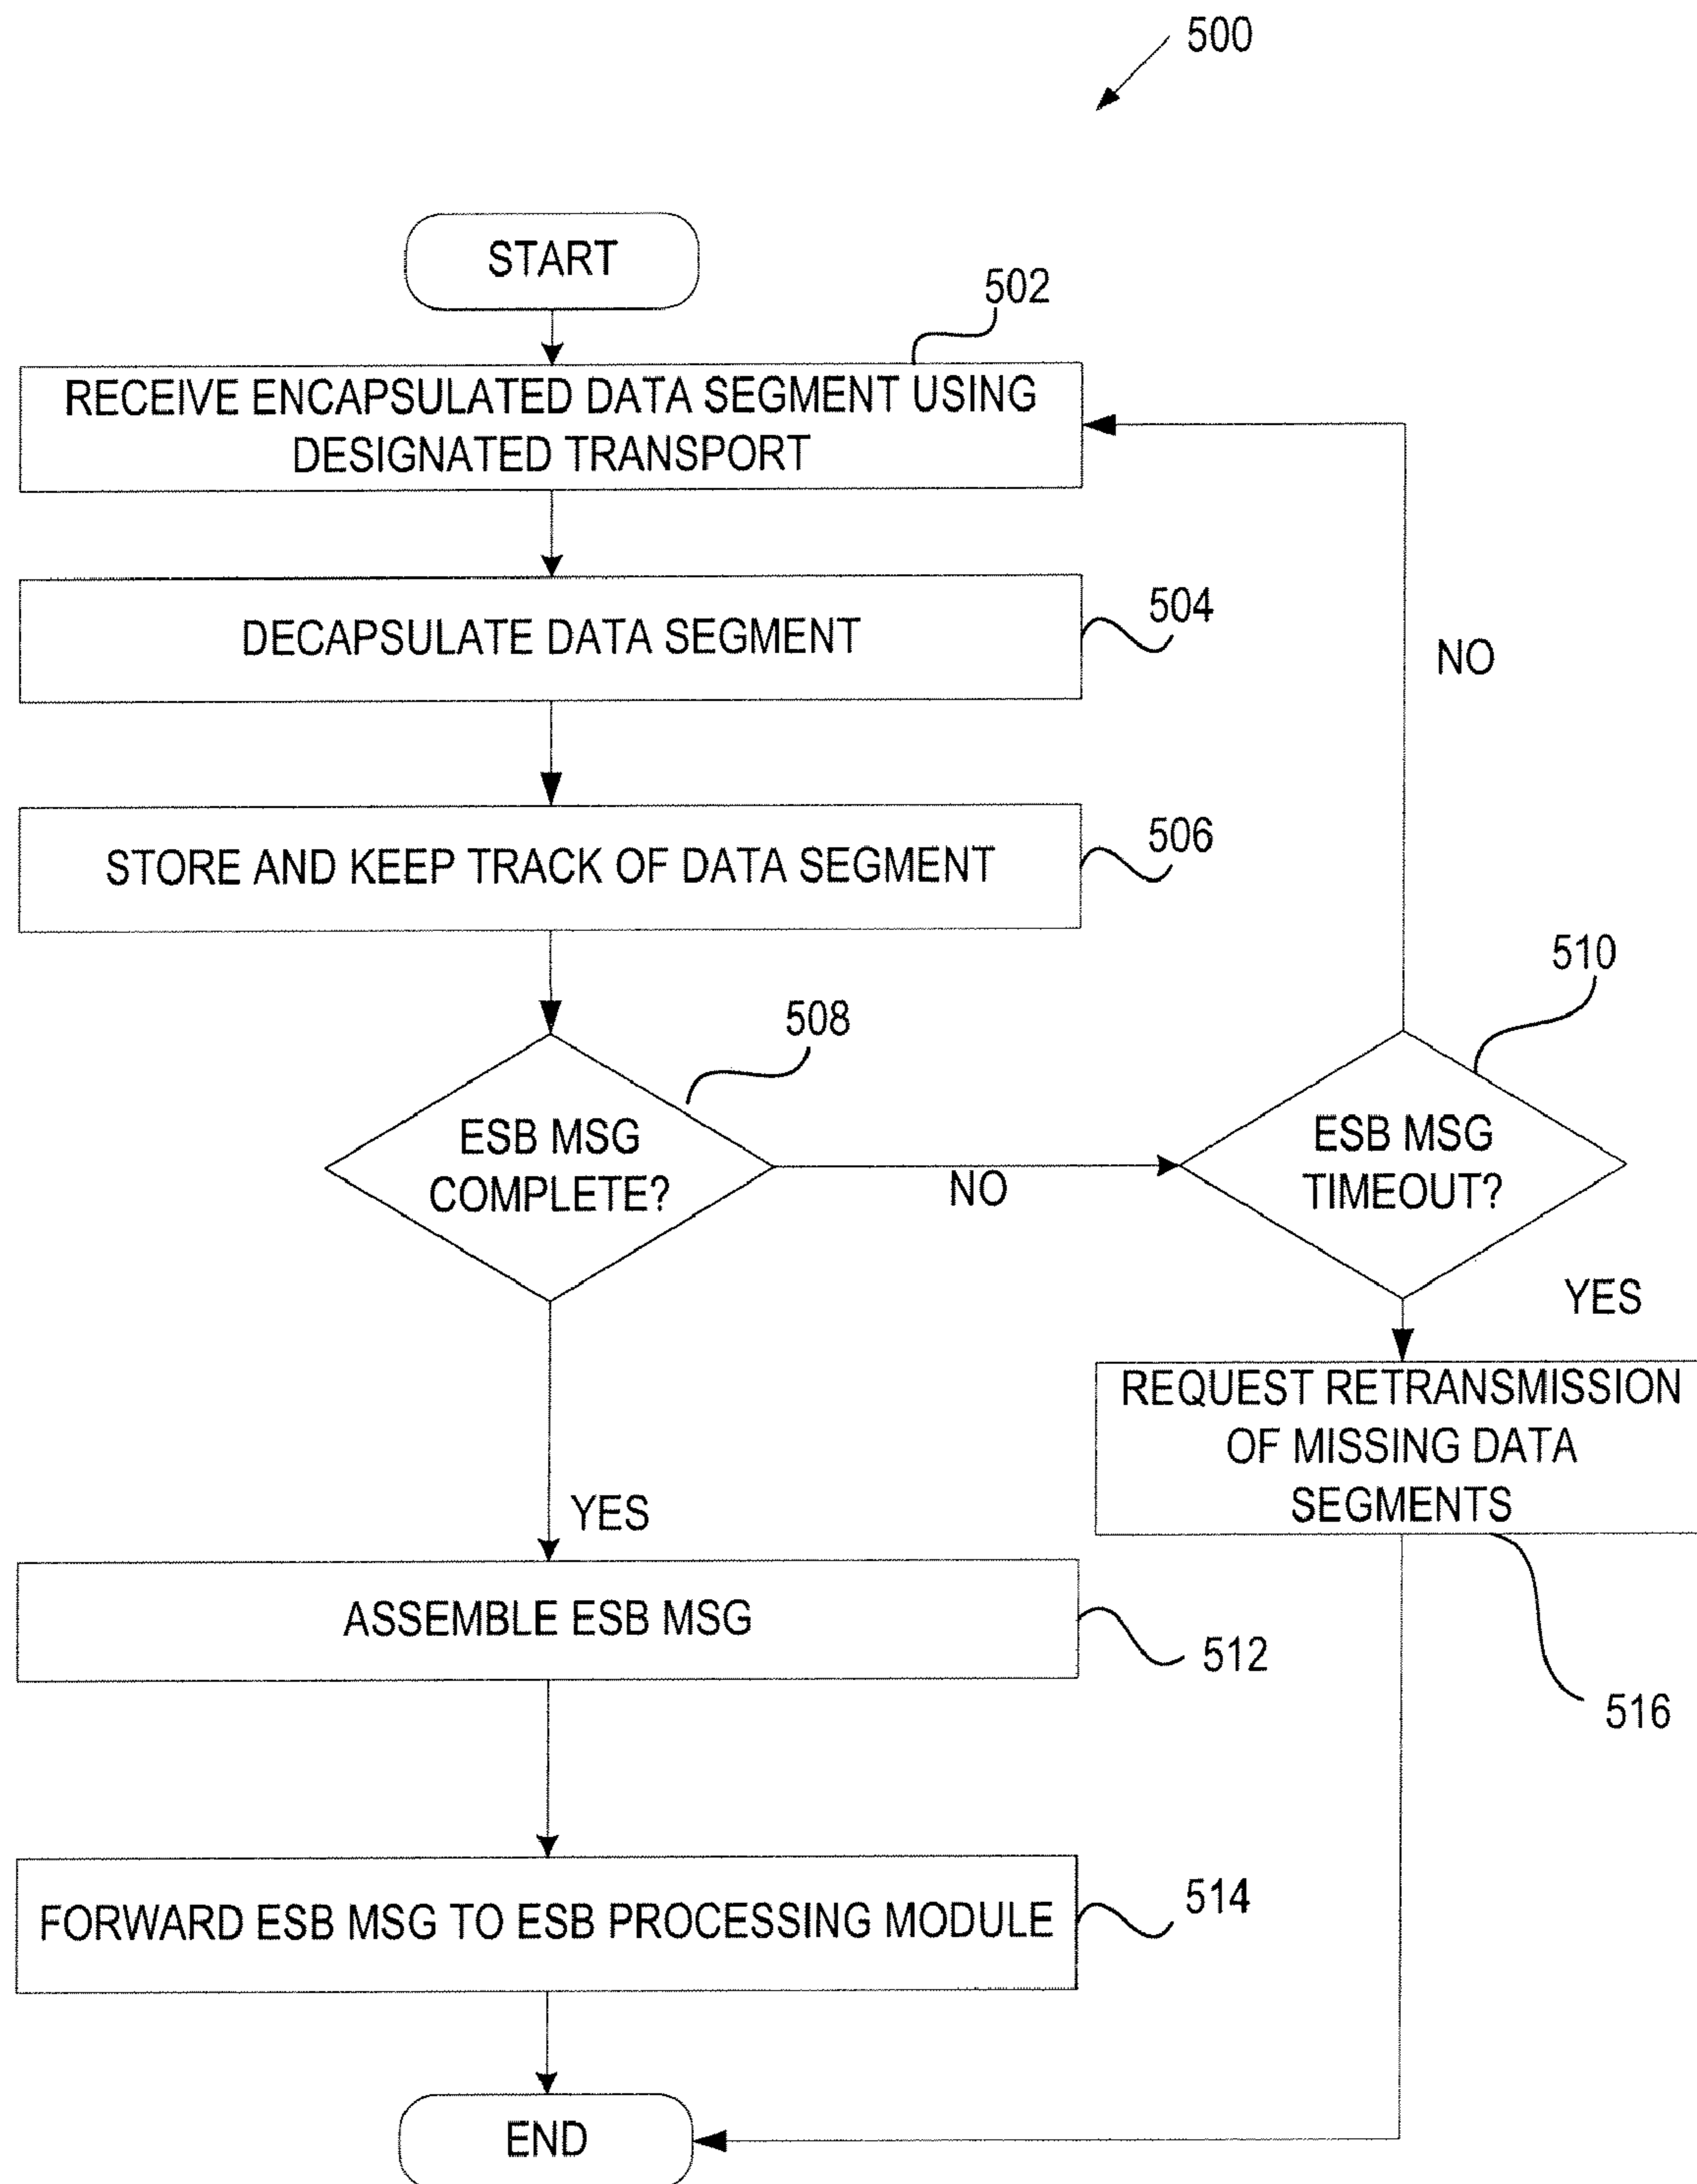 500
START
502
RECEIVE ENCAPSULATED DATA SEGMENT USING
DESIGNATED TRANSPORT
DECAPSULATE DATA SEGMENT
504
NO
STORE AND KEEP TRACK OF DATA SEGMENT
506
510
508
ESB MSG
COMPLETE?
NO
ESB MSG
TIMEOUT?
YES
REQUEST RETRANSMISSION
OF MISSING DATA
SEGMENTS
YES
ASSEMBLE ESB MSG
512
516
FORWARD ESB MSG TO ESB PROCESSING MODULE
514
END